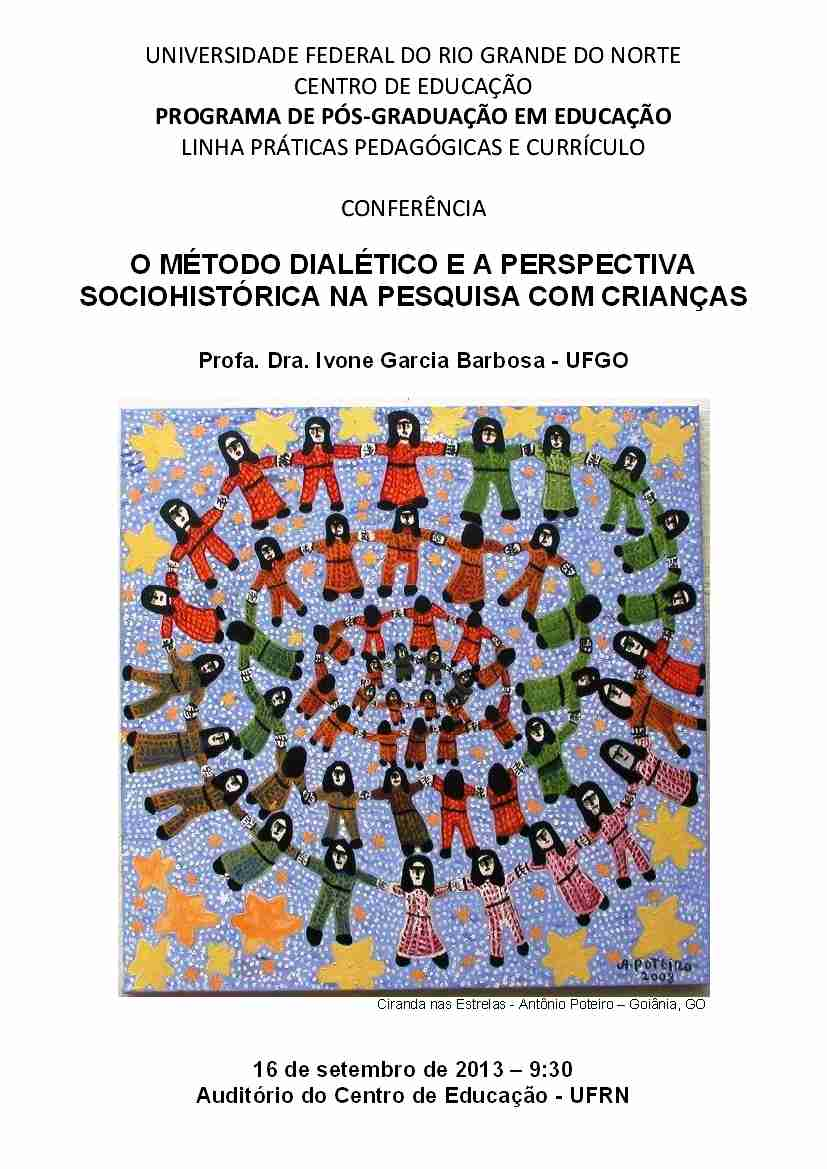 UNIVERSIDADE FEDERAL DO RIO GRANDE DO NORTE
CENTRO DE EDUCAÇÃO
PROGRAMA DE PÓS-GRADUAÇÃO EM EDUCAÇÃO
LINHA PRÁTICAS PEDAGÓGICAS E CURRÍCULO
CONFERÊNCIA
O MÉTODO DIALÉTICO E A PERSPECTIVA
SOCIOHISTÓRICA NA PESQUISA COM CRIANÇAS
Profa. Dra. Ivone Garcia Barbosa - UFGO
A.POTEIRO
2003
Ciranda nas Estrelas - Antônio Poteiro – Goiânia, GO
16 de setembro de 2013 – 9:30
Auditório do Centro de Educação - UFRN